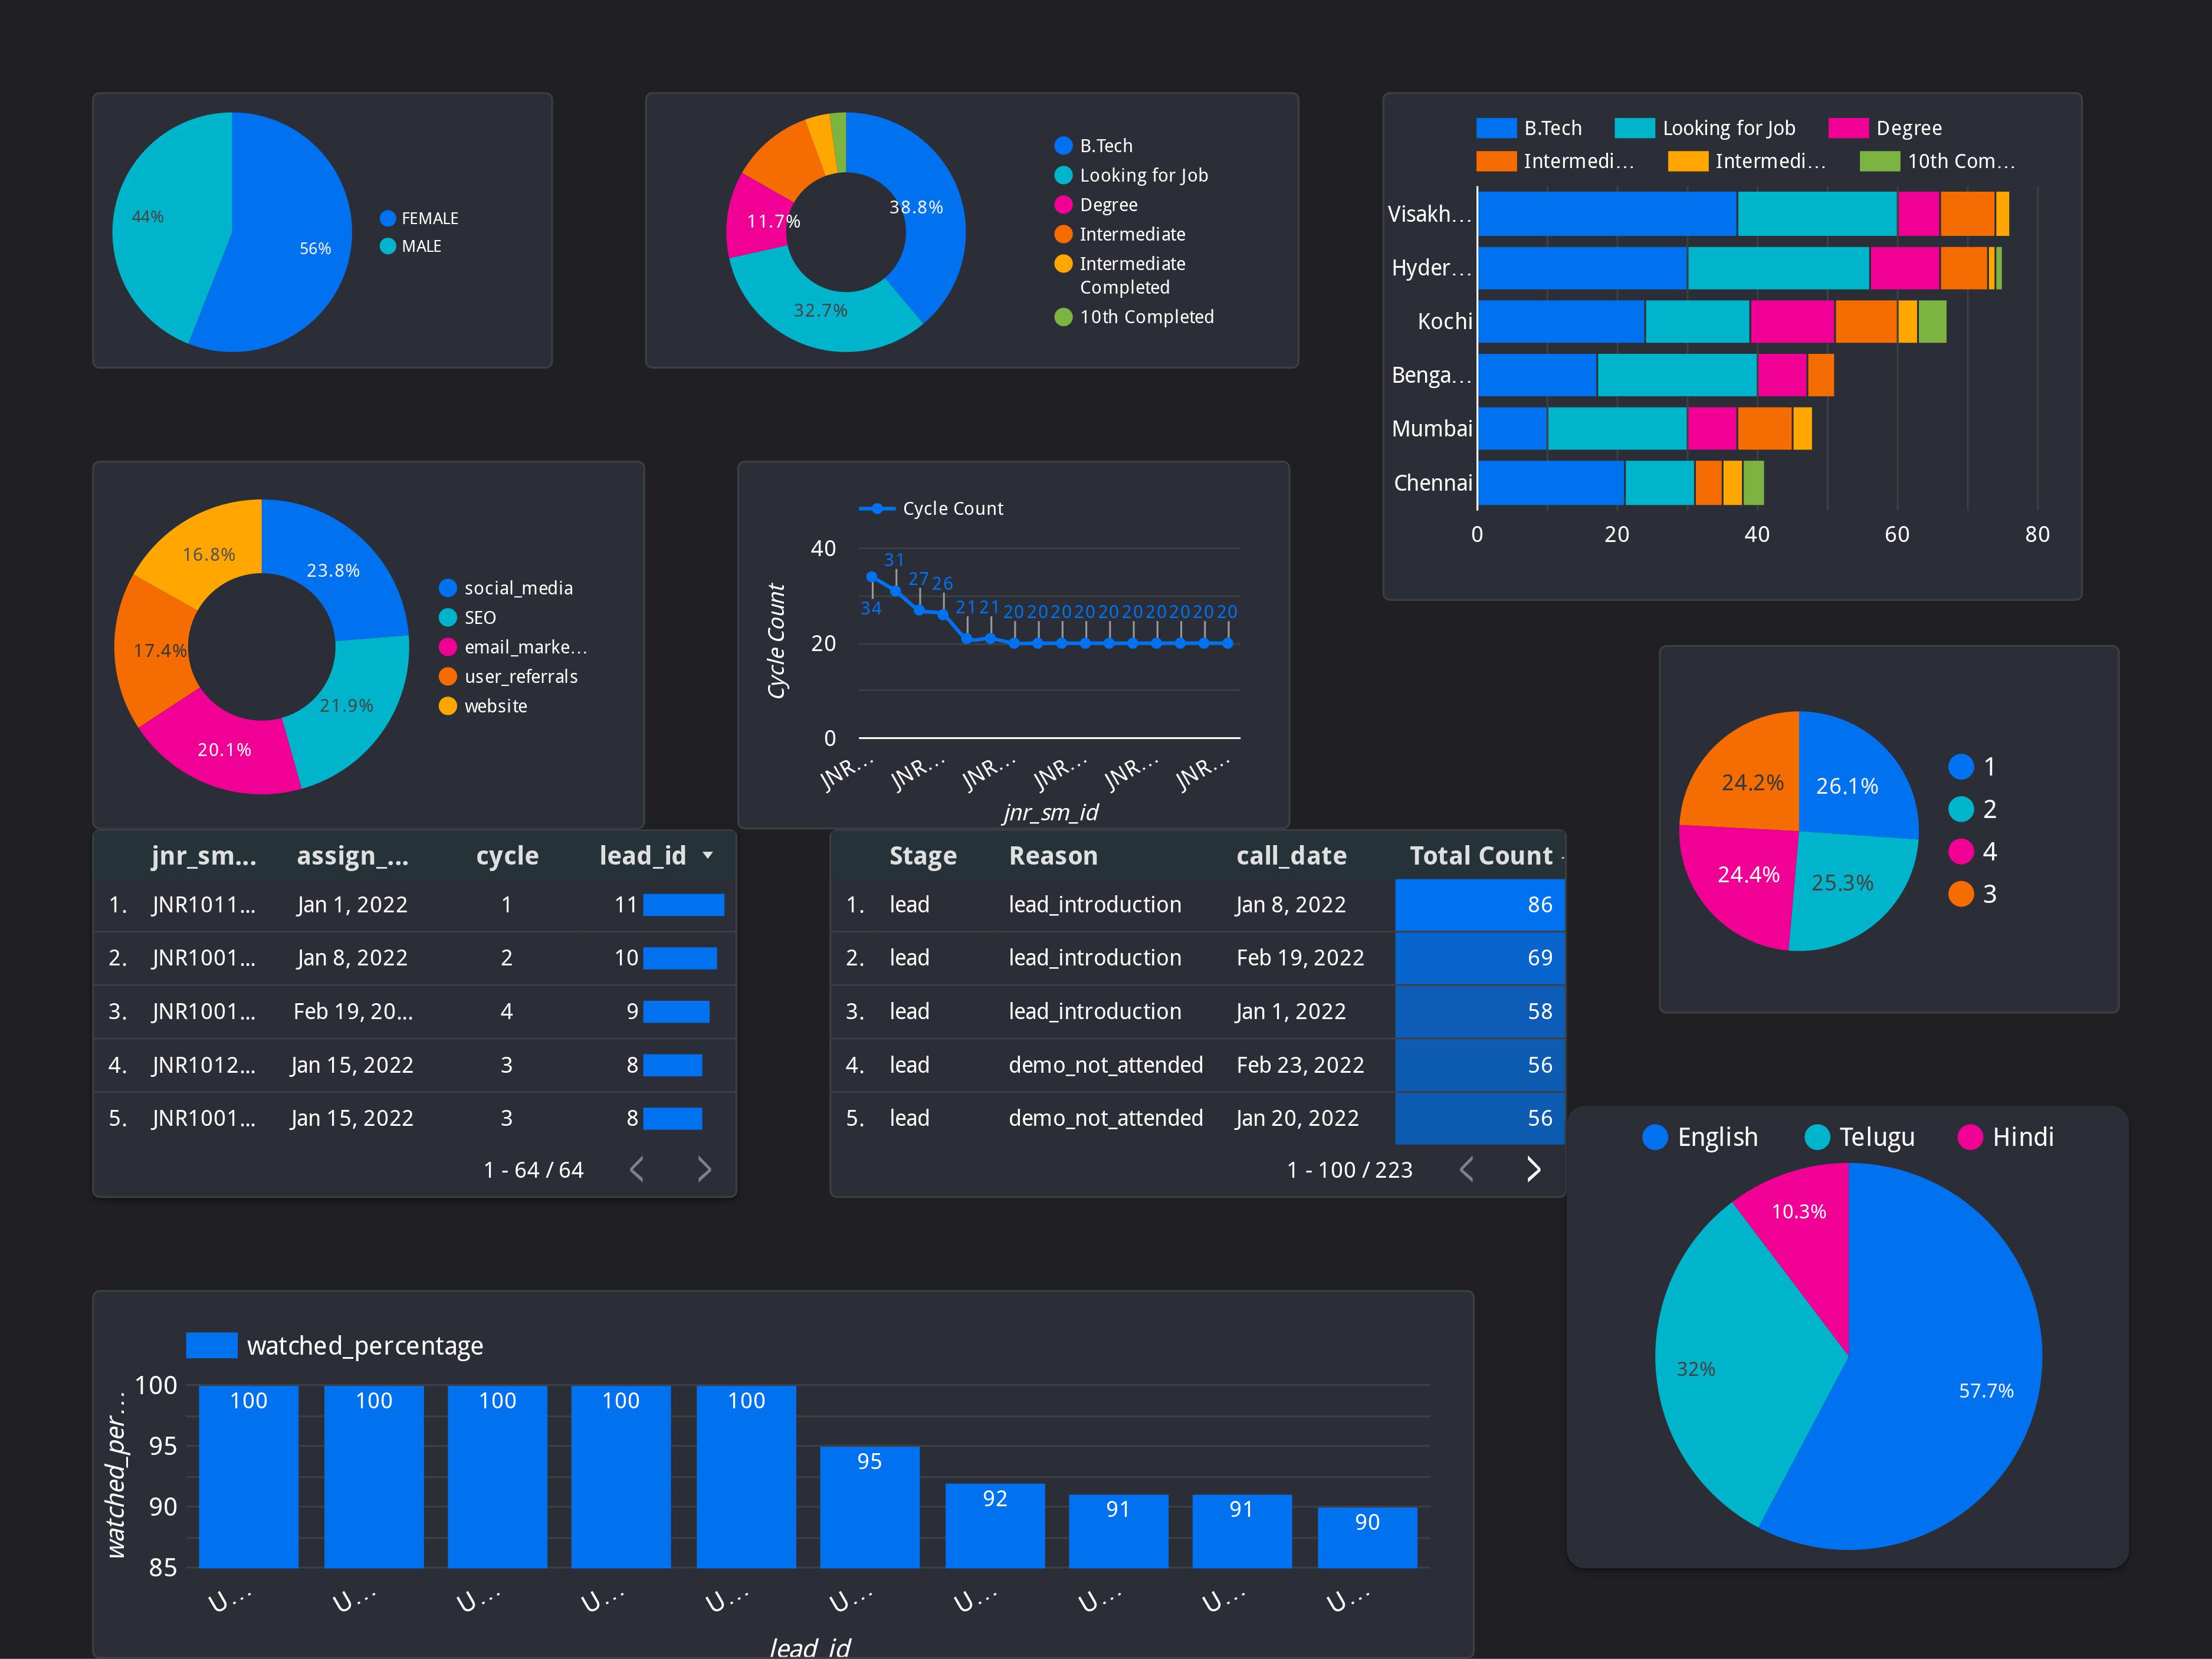 44%
56%
FEMALE
MALE
38.8%
11.7%
32.7%
B.Tech
Looking for Job
Degree
Intermediate
Intermediate
Completed
10th Completed
B.Tech Looking for Job Degree
Intermedi... Intermedi... 10th Com...
Visakh...
Hyder...
Kochi
Benga...
Mumbai
Chennai
0 20 40 60 80
16.8%
23.8%
17.4%
21.9%
20.1%
social_media
SEO
email_marke...
user_referrals
website
Cycle Count
40
20
0
Cycle Count
34 31 27 26 21 21 20 20 20 20 20 20 20 20 20 20
JNR... JNR... JNR... JNR... JNR... JNR...
jnr_sm_id
24.2% 26.1%
24.4% 25.3%
1
2
4
3
jnr_sm... assign_... cycle lead_id
1. JNR1011... Jan 1, 2022 1 11
2. JNR1001... Jan 8, 2022 2 10
3. JNR1001... Feb 19, 20... 4 9
4. JNR1012... Jan 15, 2022 3 8
5. JNR1001... Jan 15, 2022 3 8
1 - 64 / 64
Stage Reason call_date Total Count
1. lead lead_introduction Jan 8, 2022 86
2. lead lead_introduction Feb 19, 2022 69
3. lead lead_introduction Jan 1, 2022 58
4. lead demo_not_attended Feb 23, 2022 56
5. lead demo_not_attended Jan 20, 2022 56
1 - 100 / 223
English Telugu Hindi
10.3%
32%
57.7%
watched_percentage
watched_per...
100
95
90
85
100 100 100 100 100 95 92 91 91 90
U... U... U... U... U... U... U... U... U... U...
lead_id